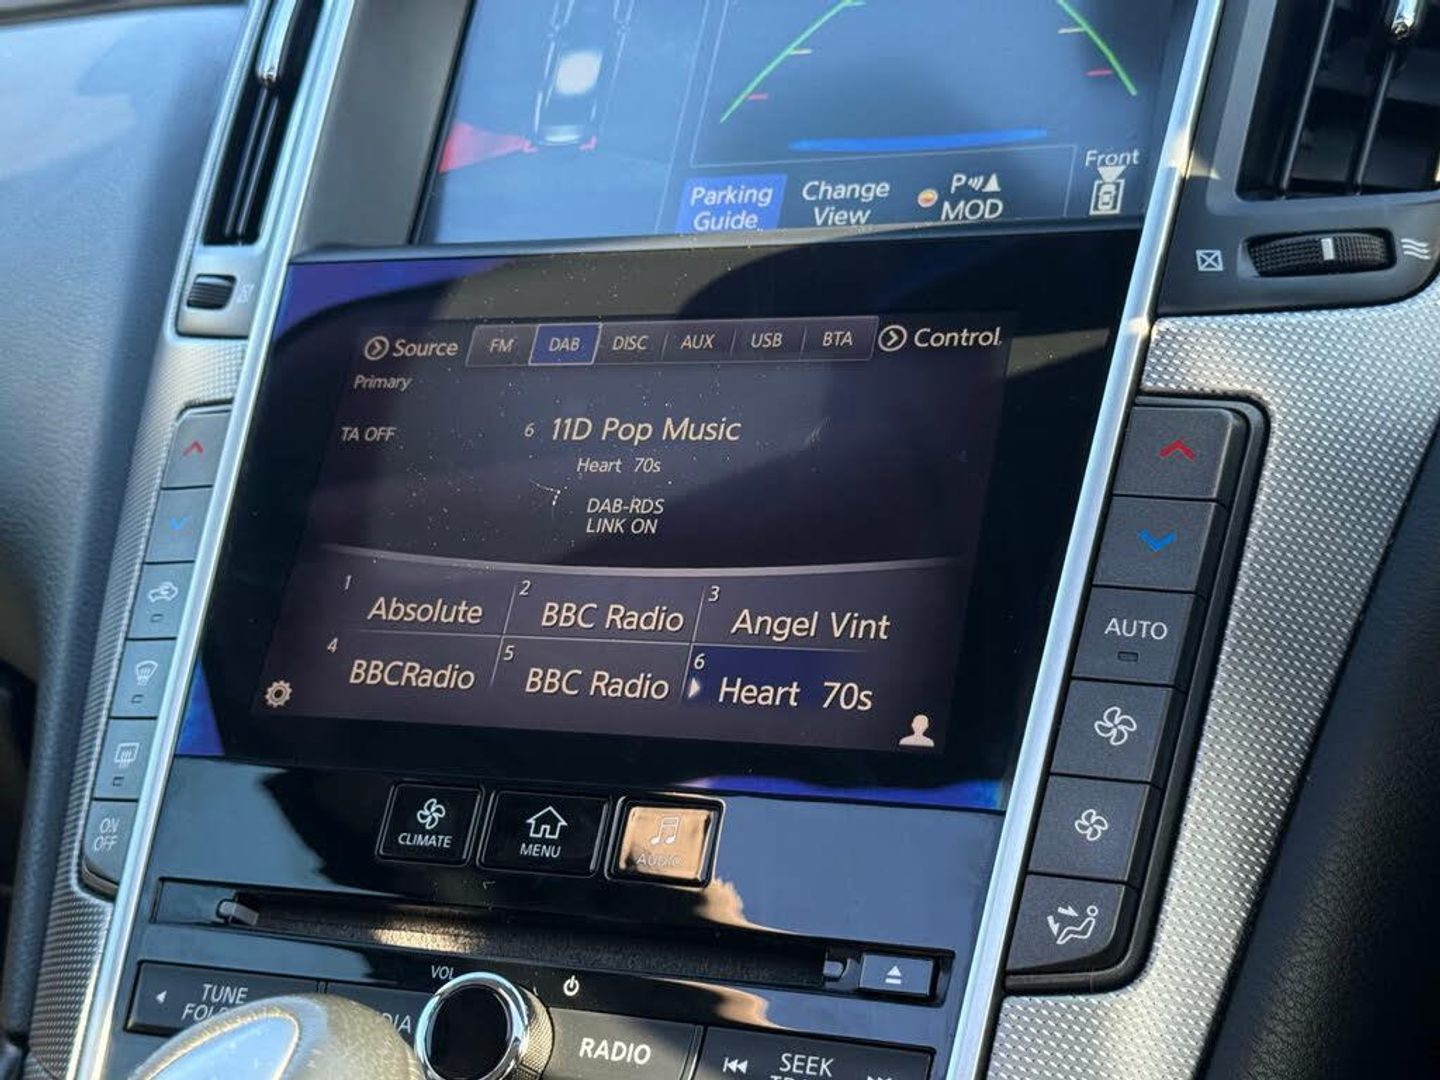 Parking
Guide
Change
View
P
MOD
Front
Source
FM
DAB
DISC
AUX
USB
BTA
Control
Primary
TA OFF
6 11D Pop Music
Heart 70s
DAB-RDS
LINK ON
1 Absolute
2 BBC Radio
3 Angel Vint
4 BBCRadio
5 BBC Radio
6 Heart 70s
AUTO
ON
OFF
CLIMATE
MENU
AUDIO
VOL
TUNE
RADIO
SEEK